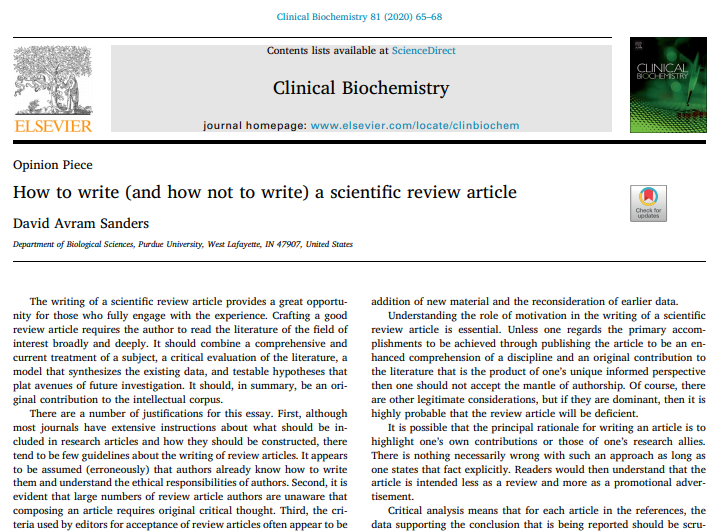 Clinical Biochemistry 81 (2020) 65–68
Contents lists available at ScienceDirect
Clinical Biochemistry
journal homepage: www.elsevier.com/locate/clinbiochem
ELSEVIER
CLINICAL
BIOCHEMISTRY
Opinion Piece
How to write (and how not to write) a scientific review article
Check for
updates
David Avram Sanders
Department of Biological Sciences, Purdue University, West Lafayette, IN 47907, United States
The writing of a scientific review article provides a great opportu-
nity for those who fully engage with the experience. Crafting a good
review article requires the author to read the literature of the field of
interest broadly and deeply. It should combine a comprehensive and
current treatment of a subject, a critical evaluation of the literature, a
model that synthesizes the existing data, and testable hypotheses that
plat avenues of future investigation. It should, in summary, be an ori-
ginal contribution to the intellectual corpus.
There are a number of justifications for this essay. First, although
most journals have extensive instructions about what should be in-
cluded in research articles and how they should be constructed, there
tend to be few guidelines about the writing of review articles. It appears
to be assumed (erroneously) that authors already know how to write
them and understand the ethical responsibilities of authors. Second, it is
evident that large numbers of review article authors are unaware that
composing an article requires original critical thought. Third, the cri-
teria used by editors for acceptance of review articles often appear to be
addition of new material and the reconsideration of earlier data.
Understanding the role of motivation in the writing of a scientific
review article is essential. Unless one regards the primary accom-
plishments to be achieved through publishing the article to be an en-
hanced comprehension of a discipline and an original contribution to
the literature that is the product of one's unique informed perspective
then one should not accept the mantle of authorship. Of course, there
are other legitimate considerations, but if they are dominant, then it is
highly probable that the review article will be deficient.
It is possible that the principal rationale for writing an article is to
highlight one's own contributions or those of one's research allies.
There is nothing necessarily wrong with such an approach as long as
one states that fact explicitly. Readers would then understand that the
article is intended less as a review and more as a promotional adver-
tisement.
Critical analysis means that for each article in the references, the
data supporting the conclusion that is being reported should be scru-